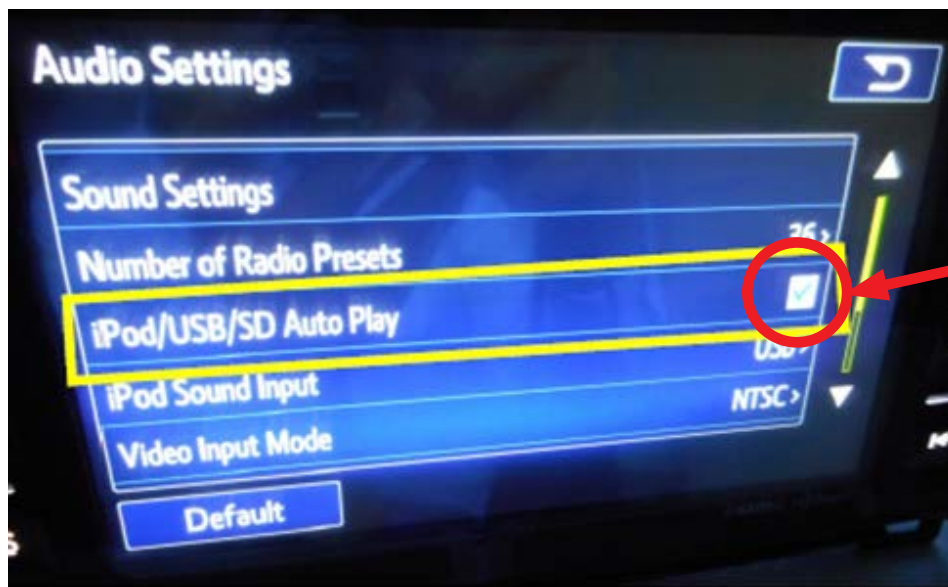 Audio Settings
Sound Settings
Number of Radio Presets 36 >
iPod/USB/SD Auto Play
iPod Sound Input USB >
Video Input Mode NTSC >
Default